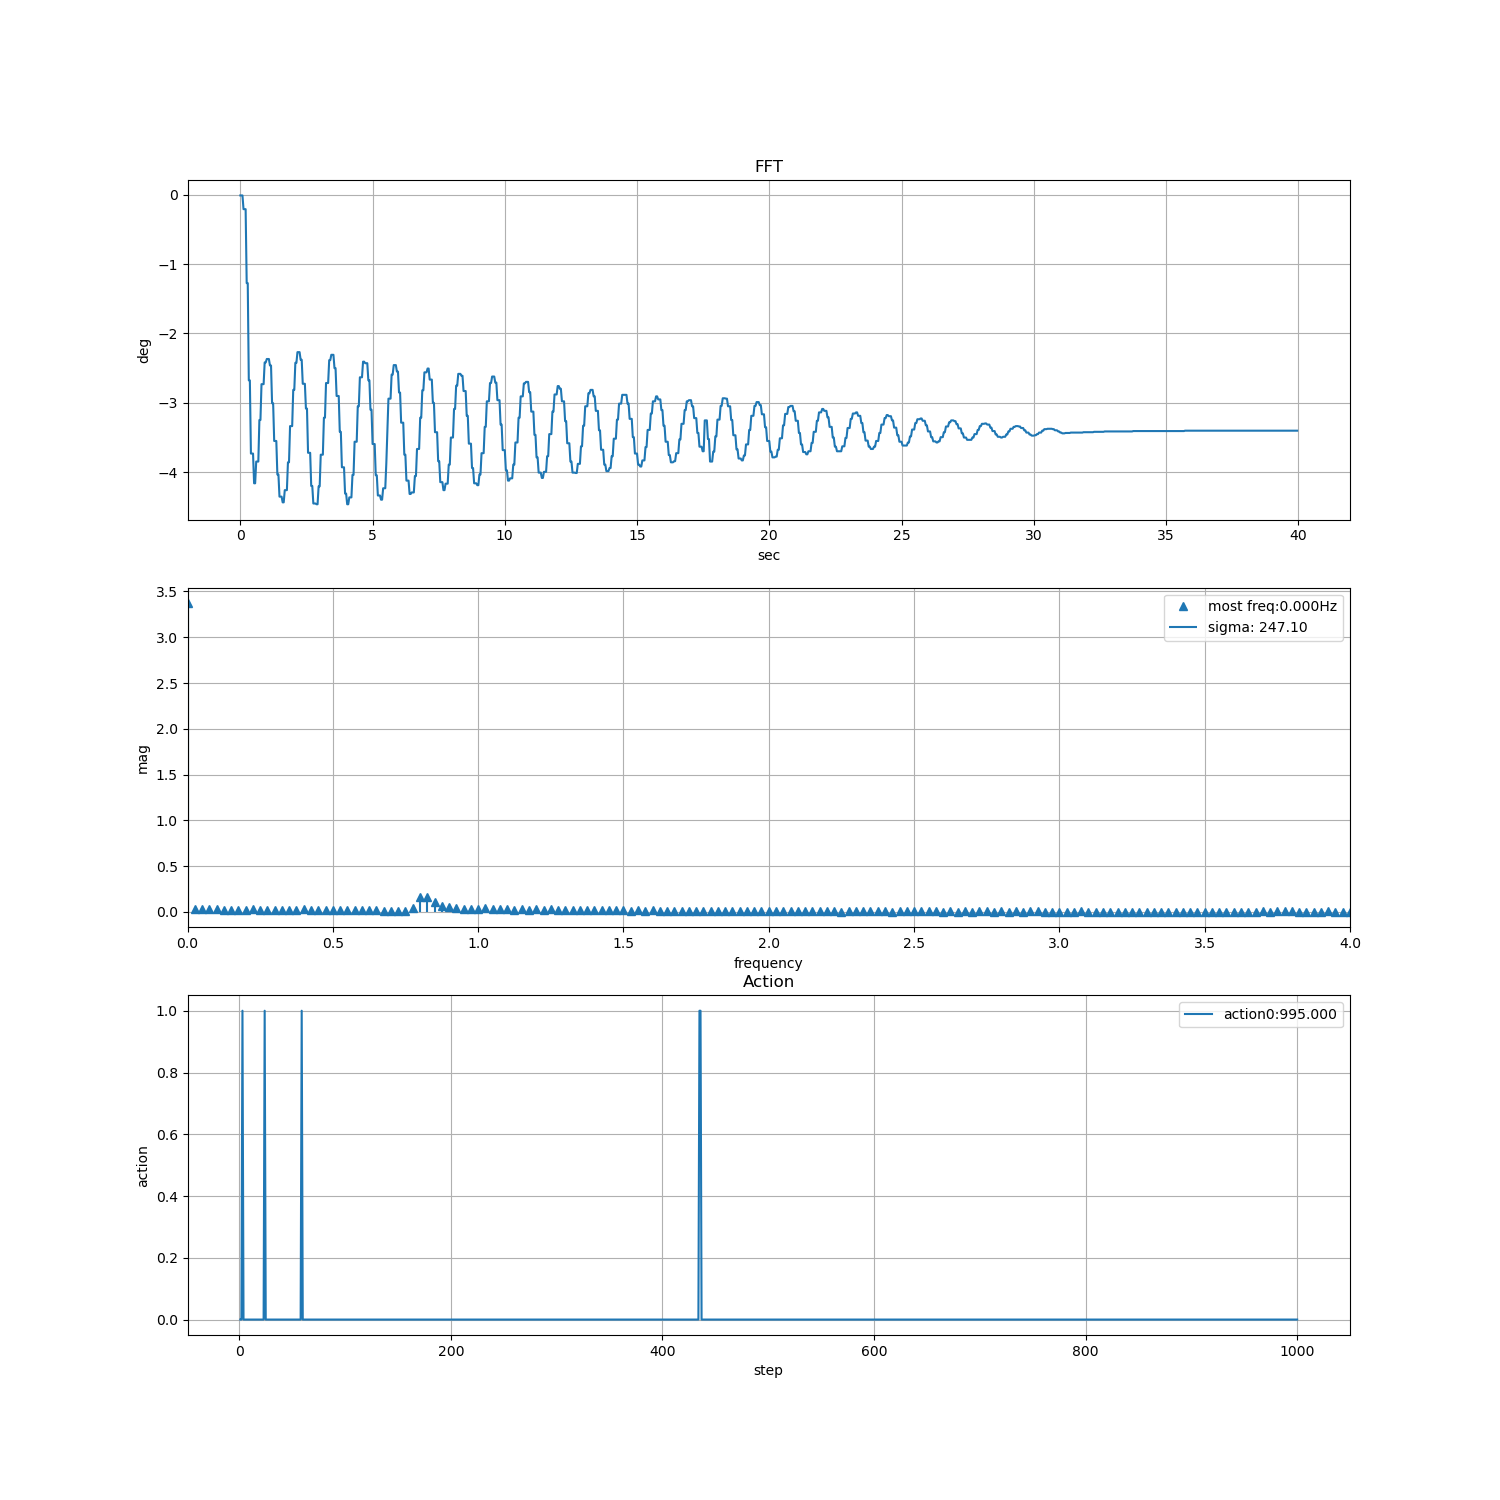 FFT
0
−1
−2
−3
−4
deg
0 5 10 15 20 25 30 35 40
sec
3.5
3.0
2.5
2.0
1.5
1.0
0.5
0.0
mag
most freq:0.000Hz
sigma: 247.10
0.0 0.5 1.0 1.5 2.0 2.5 3.0 3.5 4.0
frequency
Action
1.0
0.8
0.6
0.4
0.2
0.0
action
action0:995.000
0 200 400 600 800 1000
step